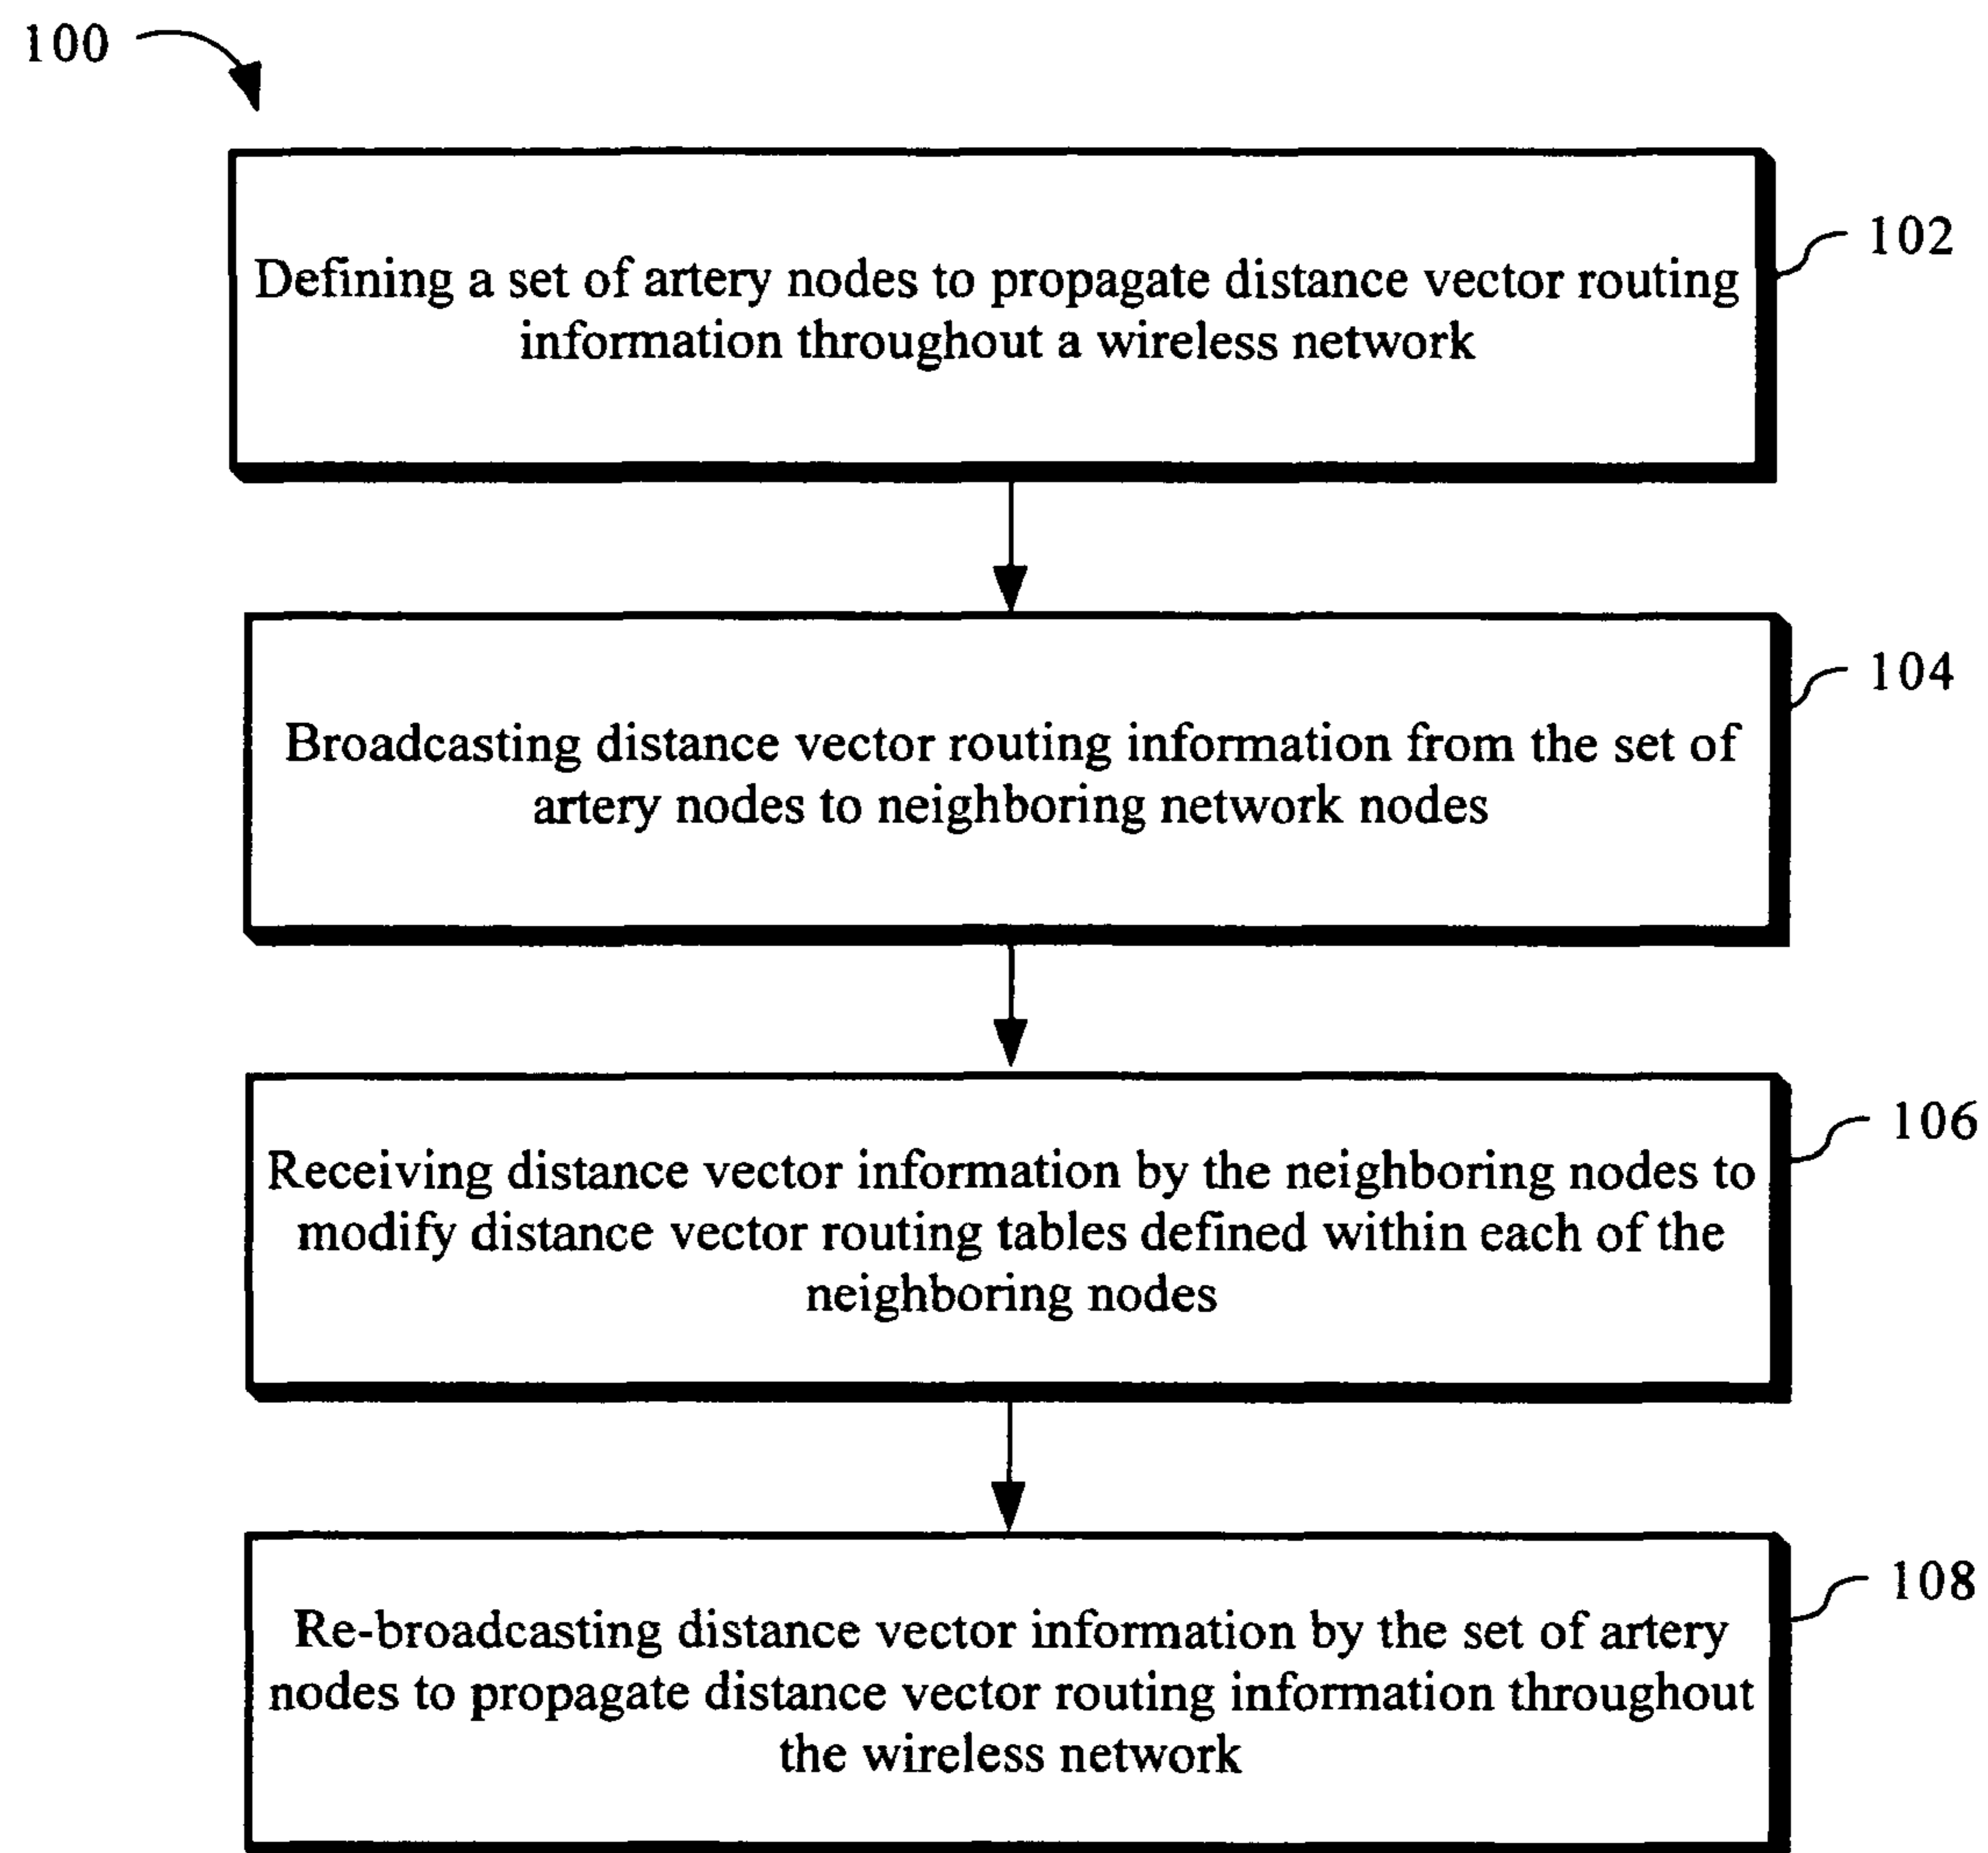 100
Defining a set of artery nodes to propagate distance vector routing
information throughout a wireless network
102
Broadcasting distance vector routing information from the set of
artery nodes to neighboring network nodes
104
Receiving distance vector information by the neighboring nodes to
modify distance vector routing tables defined within each of the
neighboring nodes
106
Re-broadcasting distance vector information by the set of artery
nodes to propagate distance vector routing information throughout
the wireless network
108